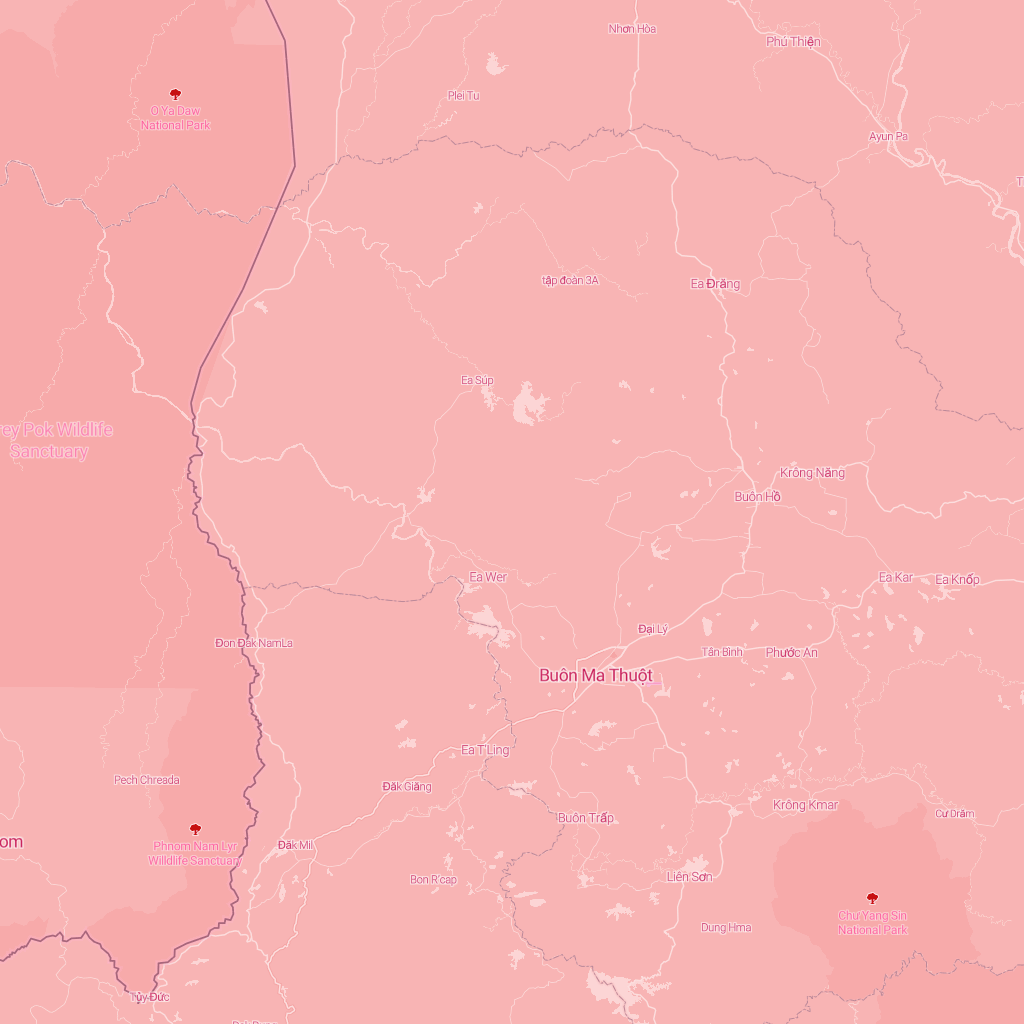 Nhơn Hòa
Phú Thiện
O Ya Daw
National Park
Plei Tu
Ayun Pa
tập đoàn 3A
Ea Đrăng
Ea Súp
rey Pok Wildlife
Sanctuary
Krông Năng
Buôn Hồ
Ea Wer
Ea Kar
Ea Knốp
Đon Đak NamLa
Đại Lý
Tân Bình
Phước An
Buôn Ma Thuột
Ea T'Ling
Pech Chreada
Đăk Giăng
Krông Kmar
Cư Drăm
Buôn Trấp
Phnom Nam Lyr
Willdlife Sanctuary
om
Đăk Mil
Bon R'cap
Liên Sơn
Chư Yang Sin
National Park
Dung Hma
Tuy Đức